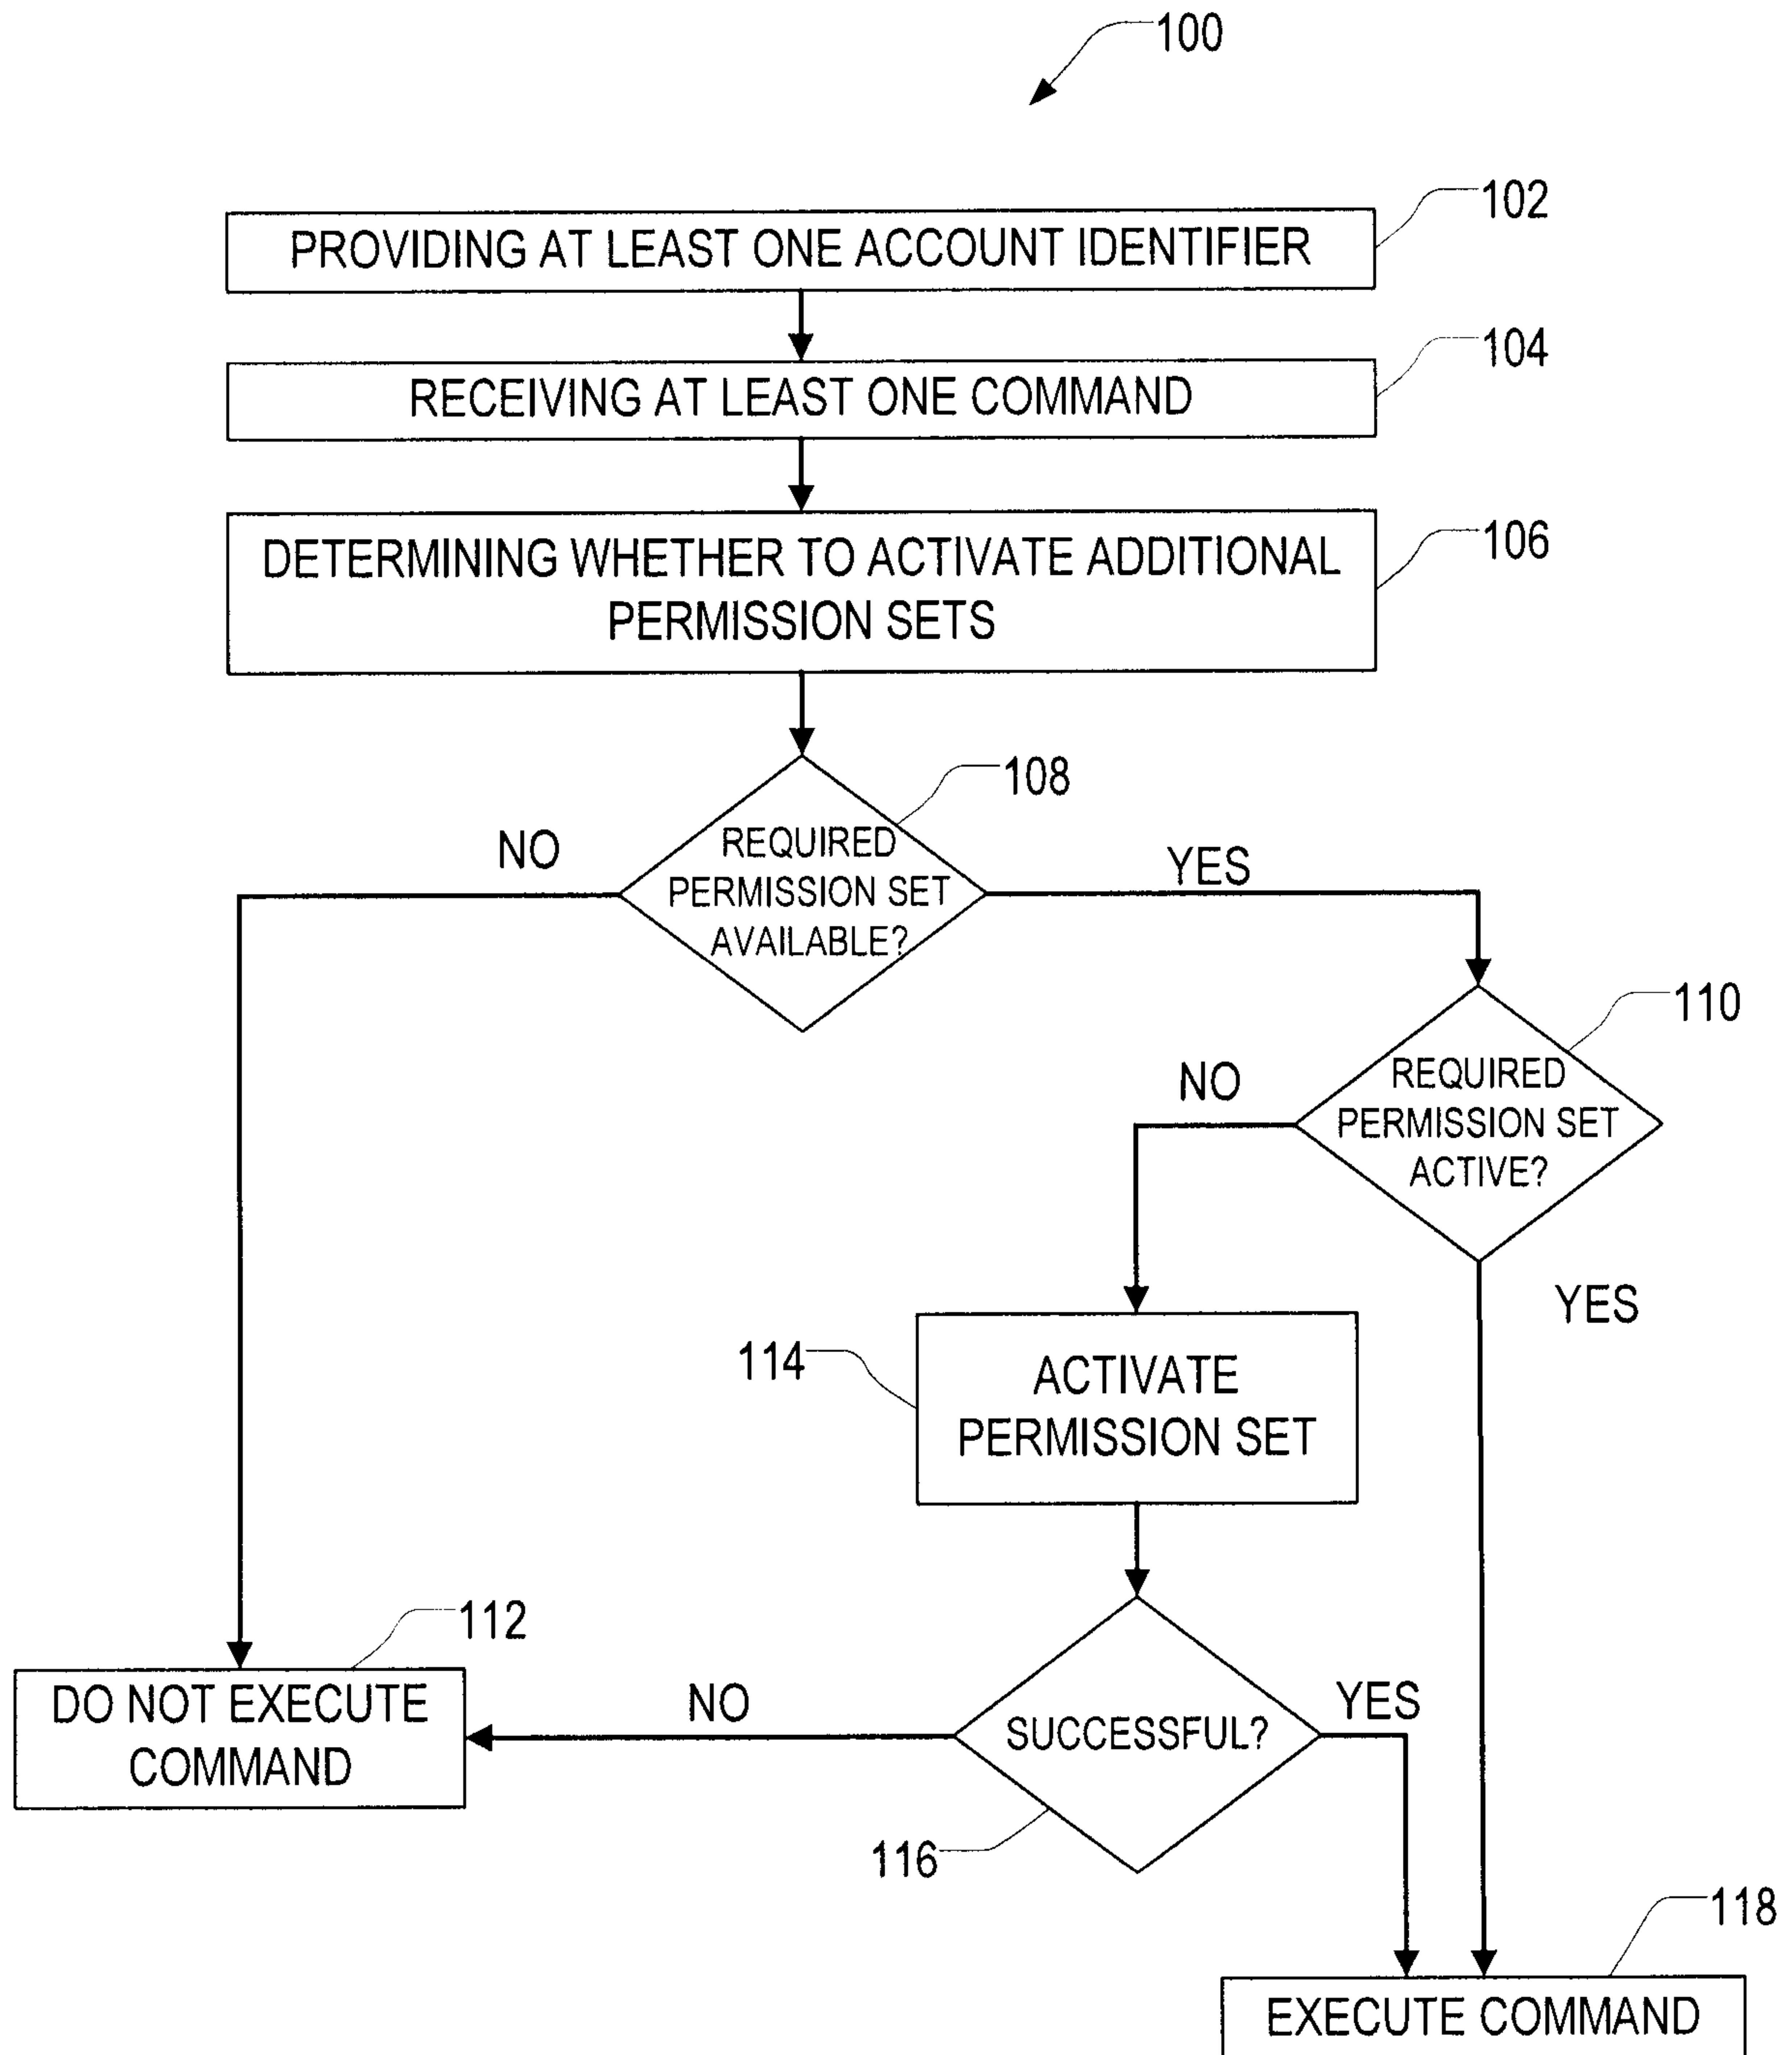 100
102
PROVIDING AT LEAST ONE ACCOUNT IDENTIFIER
104
RECEIVING AT LEAST ONE COMMAND
106
DETERMINING WHETHER TO ACTIVATE ADDITIONAL
PERMISSION SETS
108
NO
REQUIRED
PERMISSION SET
AVAILABLE?
YES
110
NO
REQUIRED
PERMISSION SET
ACTIVE?
YES
114
ACTIVATE
PERMISSION SET
112
DO NOT EXECUTE
COMMAND
NO
SUCCESSFUL?
YES
116
118
EXECUTE COMMAND